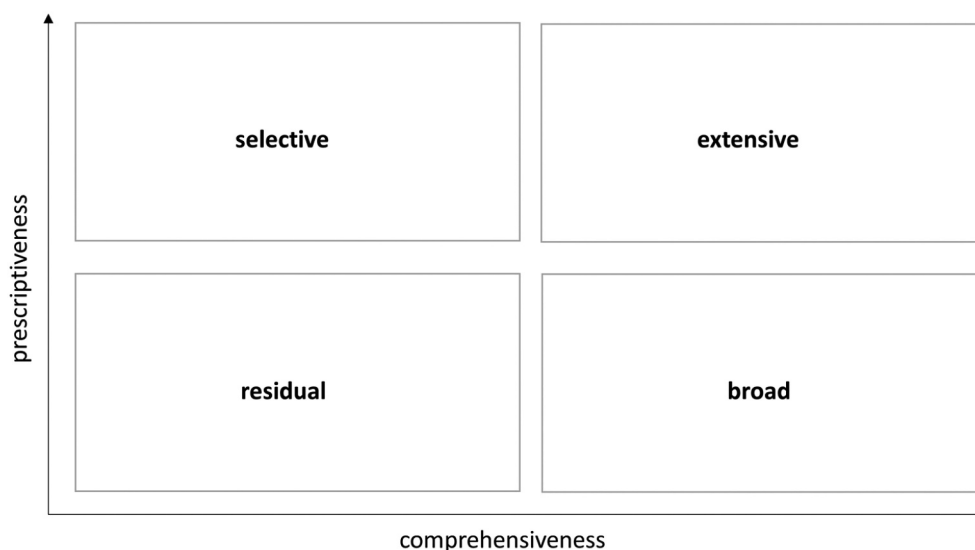 selective
extensive
prescriptiveness
residual
broad
comprehensiveness